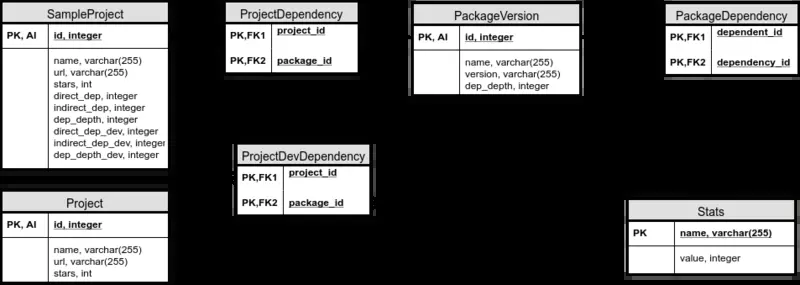 SampleProject
PK, AI id, integer
name, varchar(255)
url, varchar(255)
stars, int
direct_dep, integer
indirect_dep, integer
dep_depth, integer
direct_dep_dev, integer
indirect_dep_dev, integer
dep_depth_dev, integer
ProjectDependency
PK,FK1 project_id
PK,FK2 package_id
PackageVersion
PK, AI id, integer
name, varchar(255)
version, varchar(255)
dep_depth, integer
PackageDependency
PK,FK1 dependent_id
PK,FK2 dependency_id
ProjectDevDependency
PK,FK1 project_id
PK,FK2 package_id
Project
PK, AI id, integer
name, varchar(255)
url, varchar(255)
stars, int
Stats
PK name, varchar(255)
value, integer